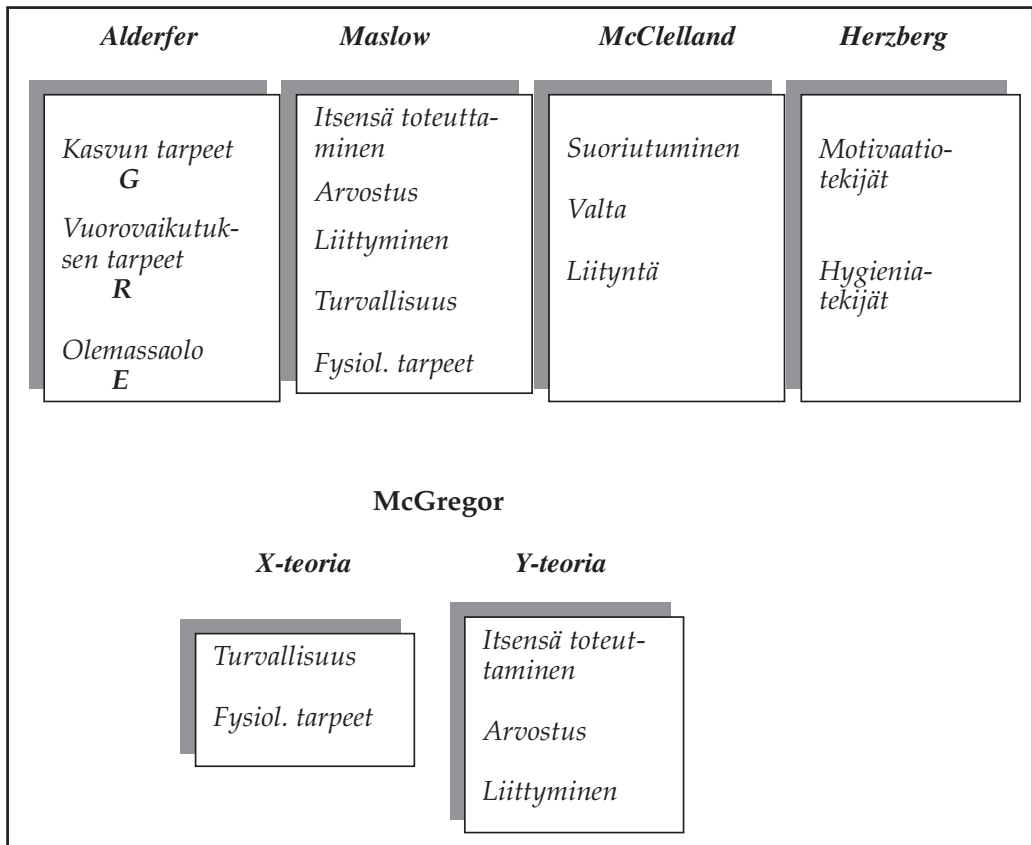 Alderfer
Maslow
McClelland
Herzberg
Kasvun tarpeet
G
Vuorovaikutuk-
sen tarpeet
R
Olemassaolo
E
Itsensä toteutta-
minen
Arvostus
Liittyminen
Turvallisuus
Fysiol. tarpeet
Suoriutuminen
Valta
Liityntä
Motivaatio-
tekijät
Hygienia-
tekijät
McGregor
X-teoria
Y-teoria
Turvallisuus
Fysiol. tarpeet
Itsensä toteut-
taminen
Arvostus
Liittyminen